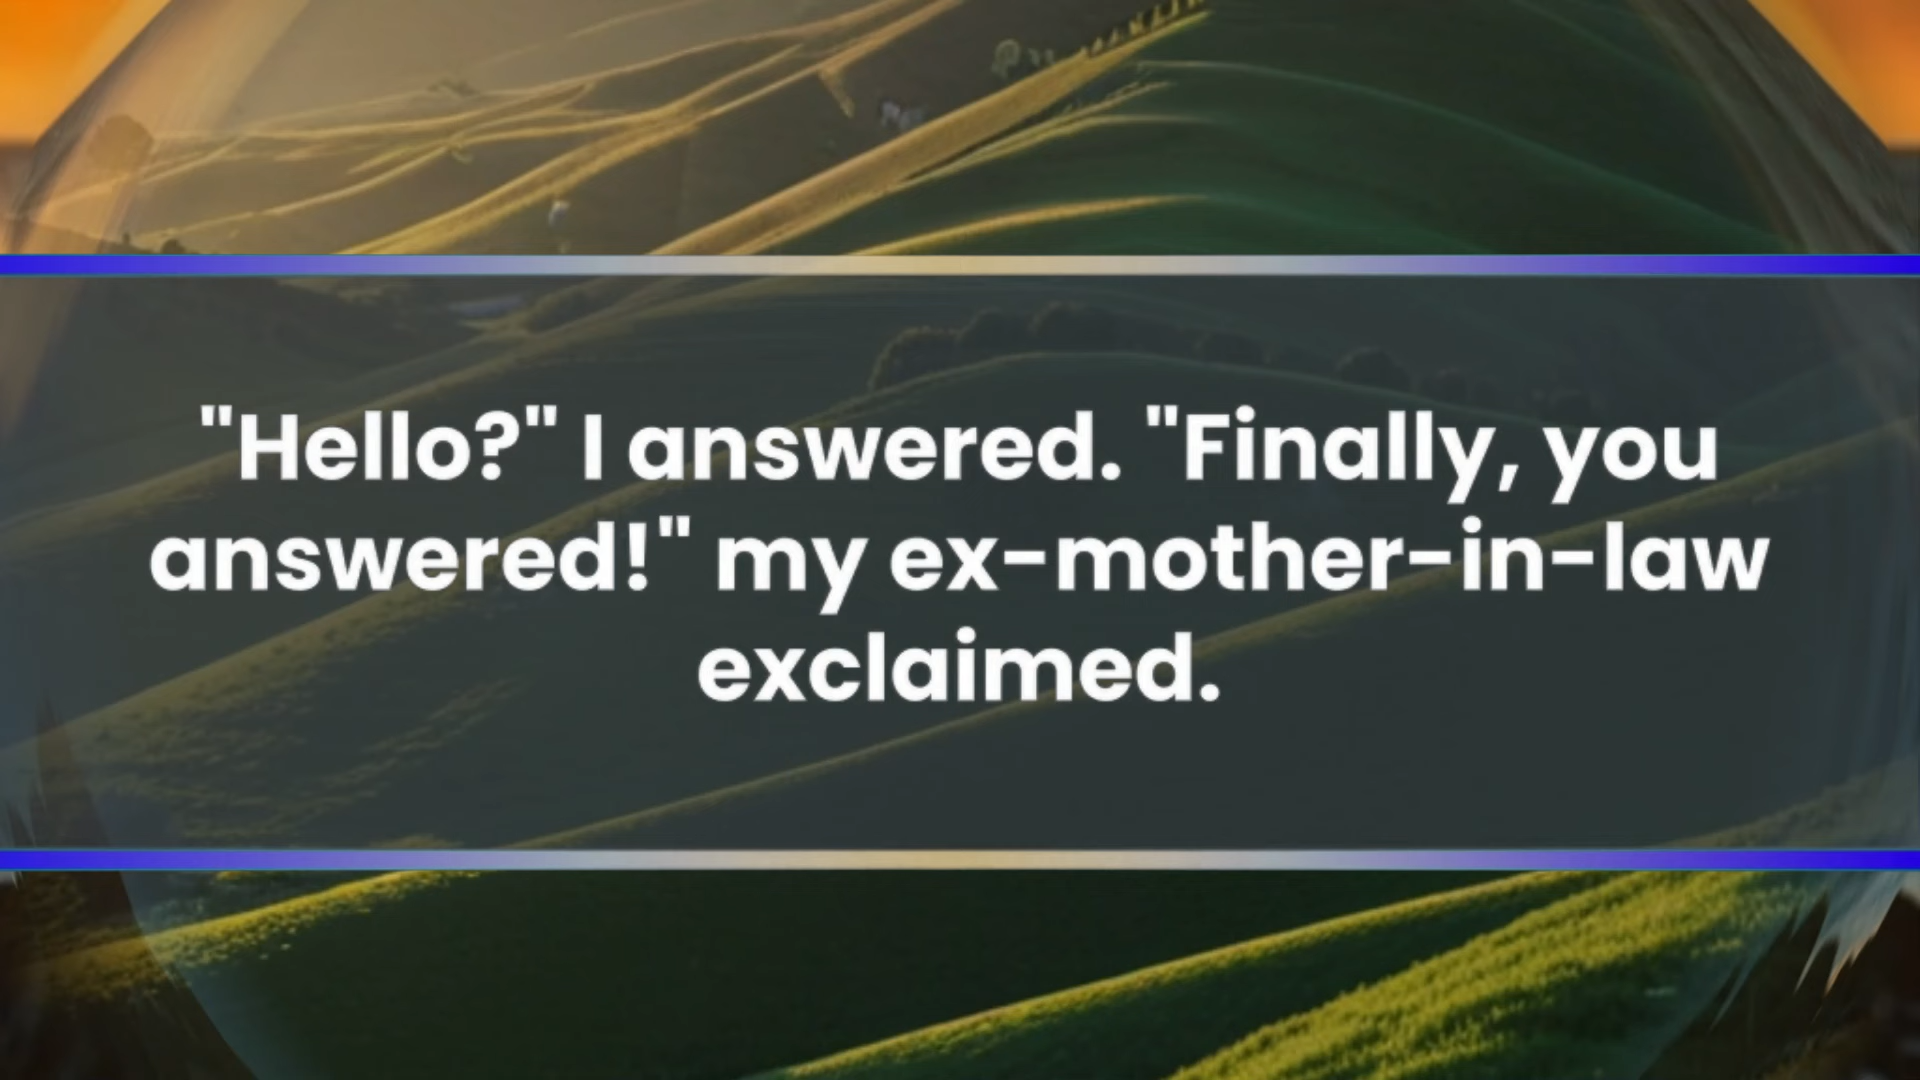 "Hello?" I answered. "Finally, you
answered!" my ex-mother-in-law
exclaimed.